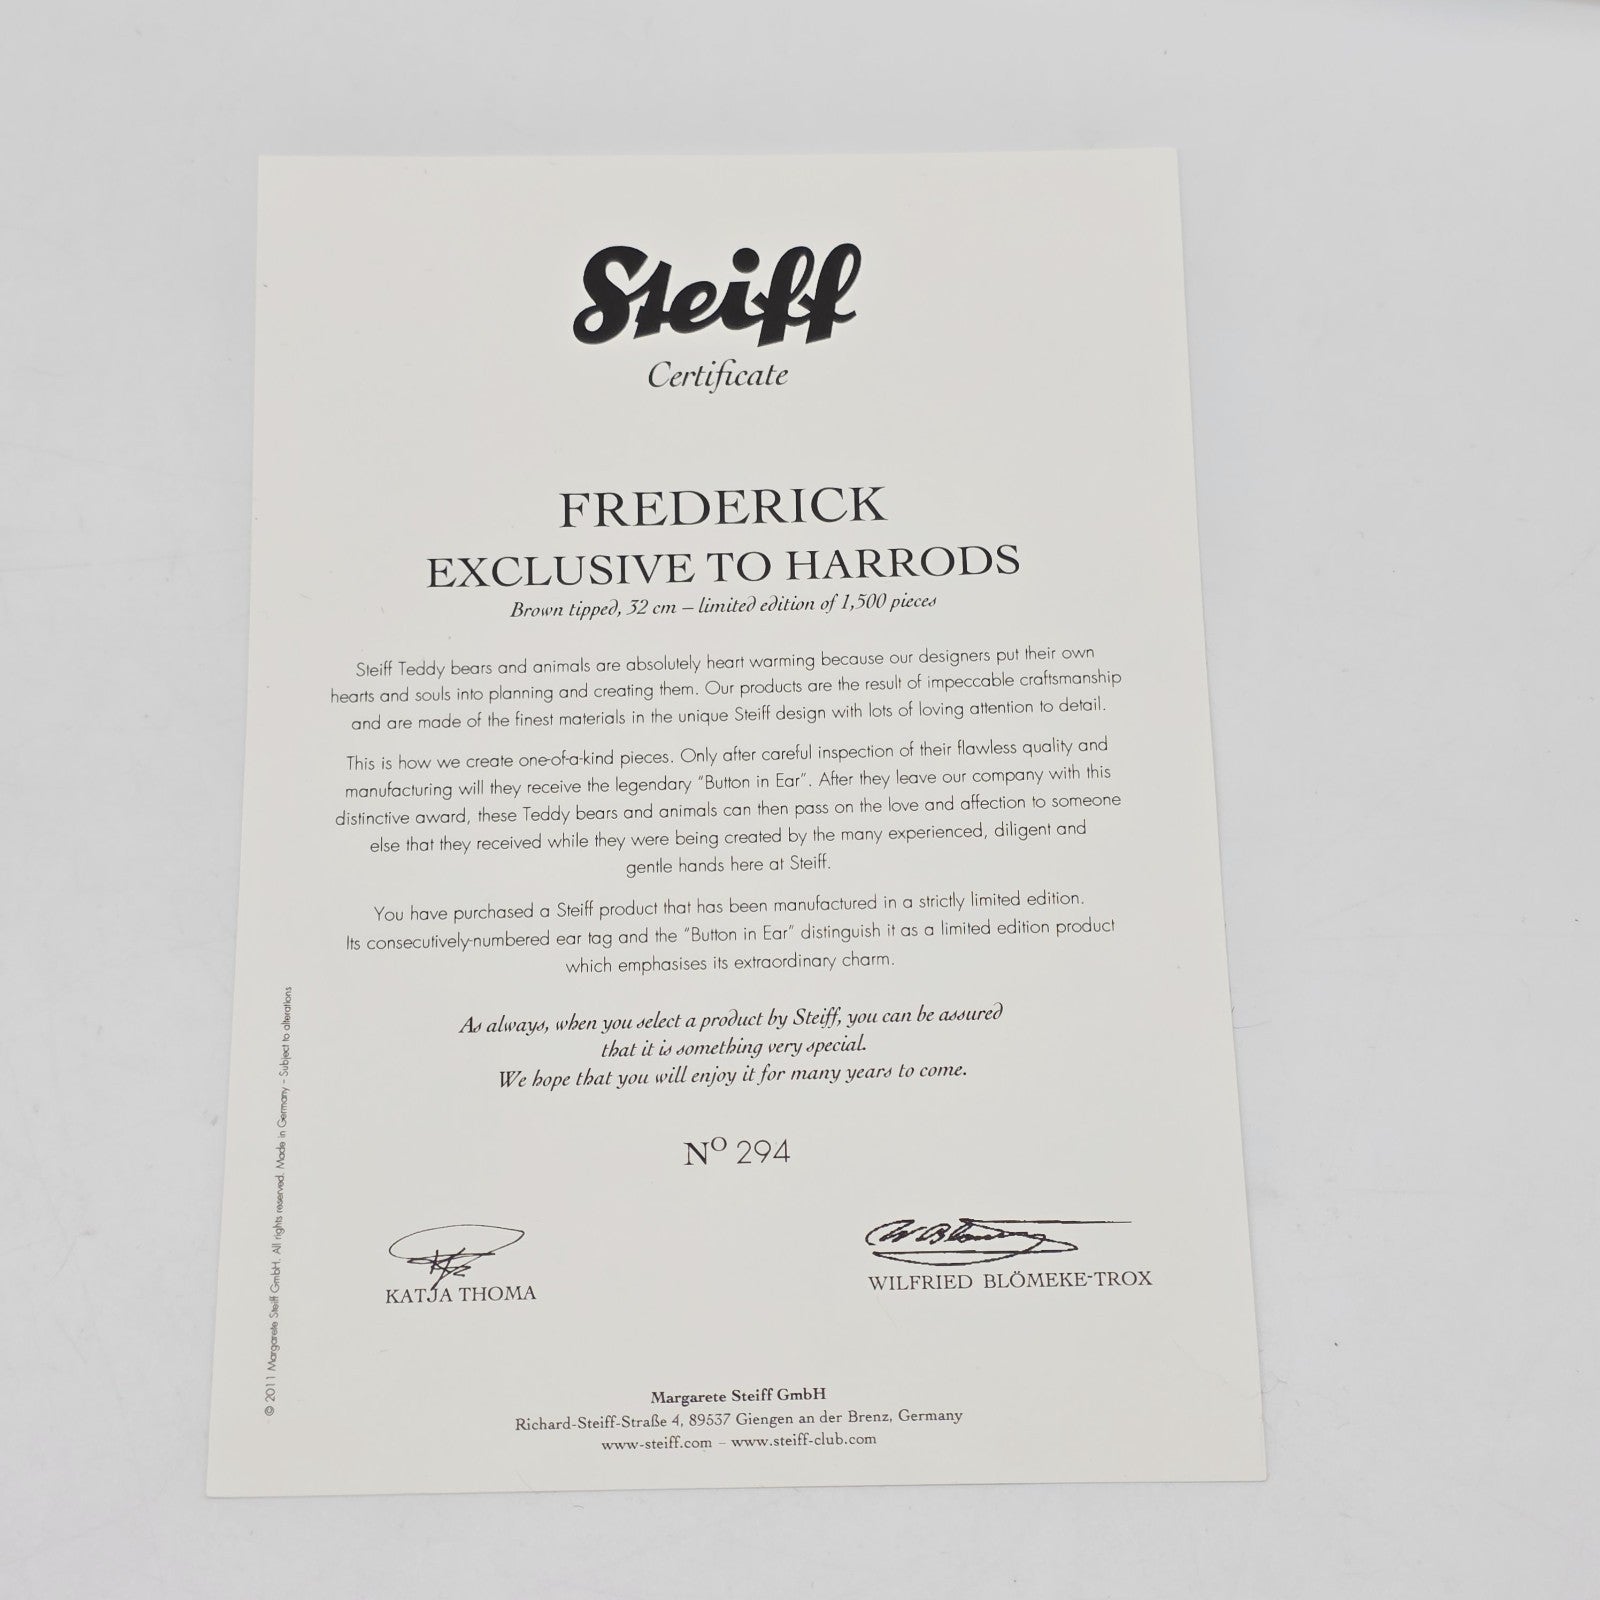 Steiff
Certificate
FREDERICK
EXCLUSIVE TO HARRODS
Brown tipped, 32 cm – limited edition of 1,500 pieces
Steiff Teddy bears and animals are absolutely heart warming because our designers put their own
hearts and souls into planning and creating them. Our products are the result of impeccable craftsmanship
and are made of the finest materials in the unique Steiff design with lots of loving attention to detail.
This is how we create one-of-a-kind pieces. Only after careful inspection of their flawless quality and
manufacturing will they receive the legendary "Button in Ear". After they leave our company with this
distinctive award, these Teddy bears and animals can then pass on the love and affection to someone
else that they received while they were being created by the many experienced, diligent and
gentle hands here at Steiff.
You have purchased a Steiff product that has been manufactured in a strictly limited edition.
Its consecutively-numbered ear tag and the "Button in Ear" distinguish it as a limited edition product
which emphasises its extraordinary charm.
As always, when you select a product by Steiff, you can be assured
that it is something very special.
We hope that you will enjoy it for many years to come.
Nº 294
KATJA THOMA
WILFRIED BLÖMEKE-TROX
Margarete Steiff GmbH
Richard-Steiff-Straße 4, 89537 Giengen an der Brenz, Germany
www-steiff.com – www.steiff-club.com
© 2011 Margarete Steiff GmbH. All rights reserved. Made in Germany – Subject to alterations